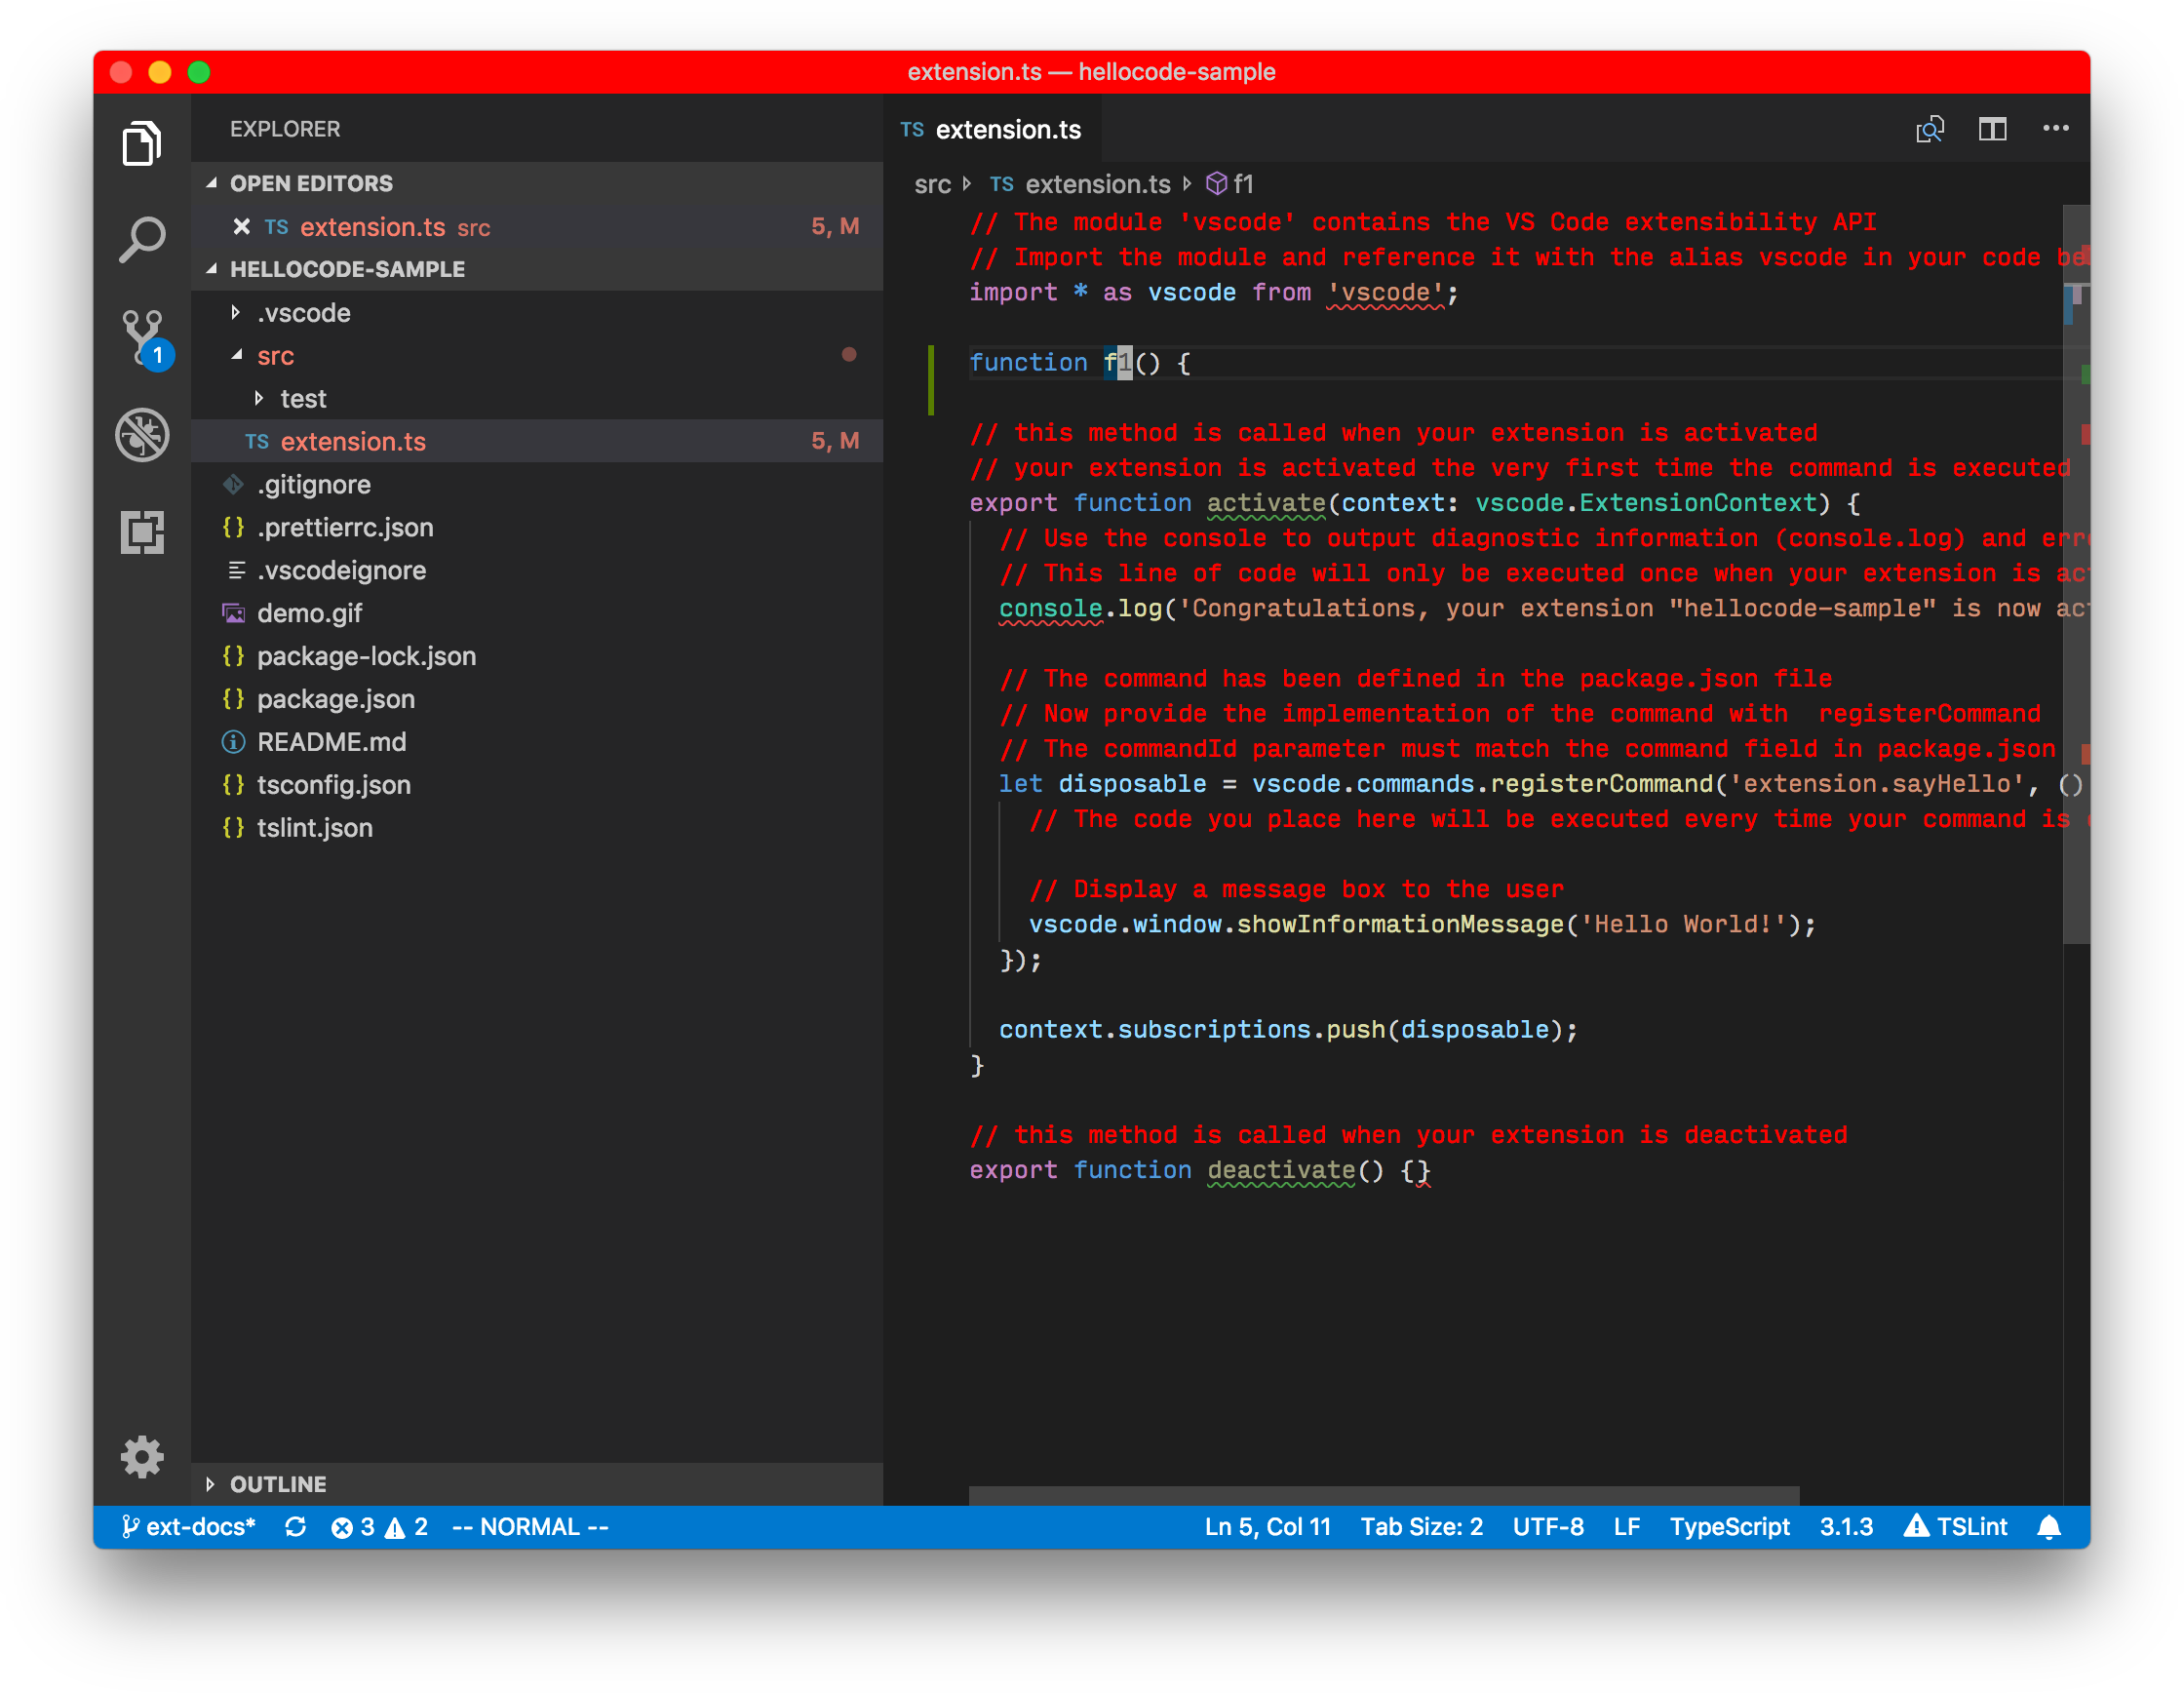 extension.ts — hellocode-sample
EXPLORER
OPEN EDITORS
TS extension.ts src 5, M
HELLOCODE-SAMPLE
.vscode
src
test
TS extension.ts 5, M
.gitignore
{} .prettierrc.json
.vscodeignore
demo.gif
{} package-lock.json
{} package.json
README.md
{} tsconfig.json
{} tslint.json
OUTLINE
1
TS extension.ts
src TS extension.ts f1
// The module 'vscode' contains the VS Code extensibility API
// Import the module and reference it with the alias vscode in your code
import * as vscode from 'vscode';
function f1() {
// this method is called when your extension is activated
// your extension is activated the very first time the command is executed
export function activate(context: vscode.ExtensionContext) {
// Use the console to output diagnostic information (console.log) and
// This line of code will only be executed once when your extension is
console.log('Congratulations, your extension "hellocode-sample" is now
// The command has been defined in the package.json file
// Now provide the implementation of the command with  registerCommand
// The commandId parameter must match the command field in package.json
let disposable = vscode.commands.registerCommand('extension.sayHello', ()
// The code you place here will be executed every time your command is
// Display a message box to the user
vscode.window.showInformationMessage('Hello World!');
});
context.subscriptions.push(disposable);
}
// this method is called when your extension is deactivated
export function deactivate() {}
ext-docs* 3 2 -- NORMAL -- Ln 5, Col 11 Tab Size: 2 UTF-8 LF TypeScript 3.1.3 TSLint